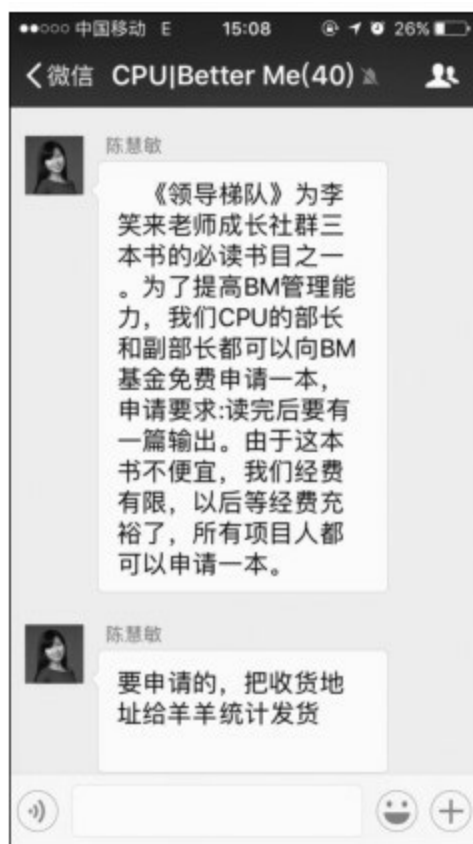 中国移动 E 15:08 26%
微信 CPU|Better Me(40)
陈慧敏
《领导梯队》为李
笑来老师成长社群三
本书的必读书目之一
。为了提高BM管理能
力，我们CPU的部长
和副部长都可以向BM
基金免费申请一本，
申请要求:读完后要有
一篇输出。由于这本
书不便宜，我们经费
有限，以后等经费充
裕了，所有项目人都
可以申请一本。
陈慧敏
要申请的，把收货地
址给羊羊统计发货